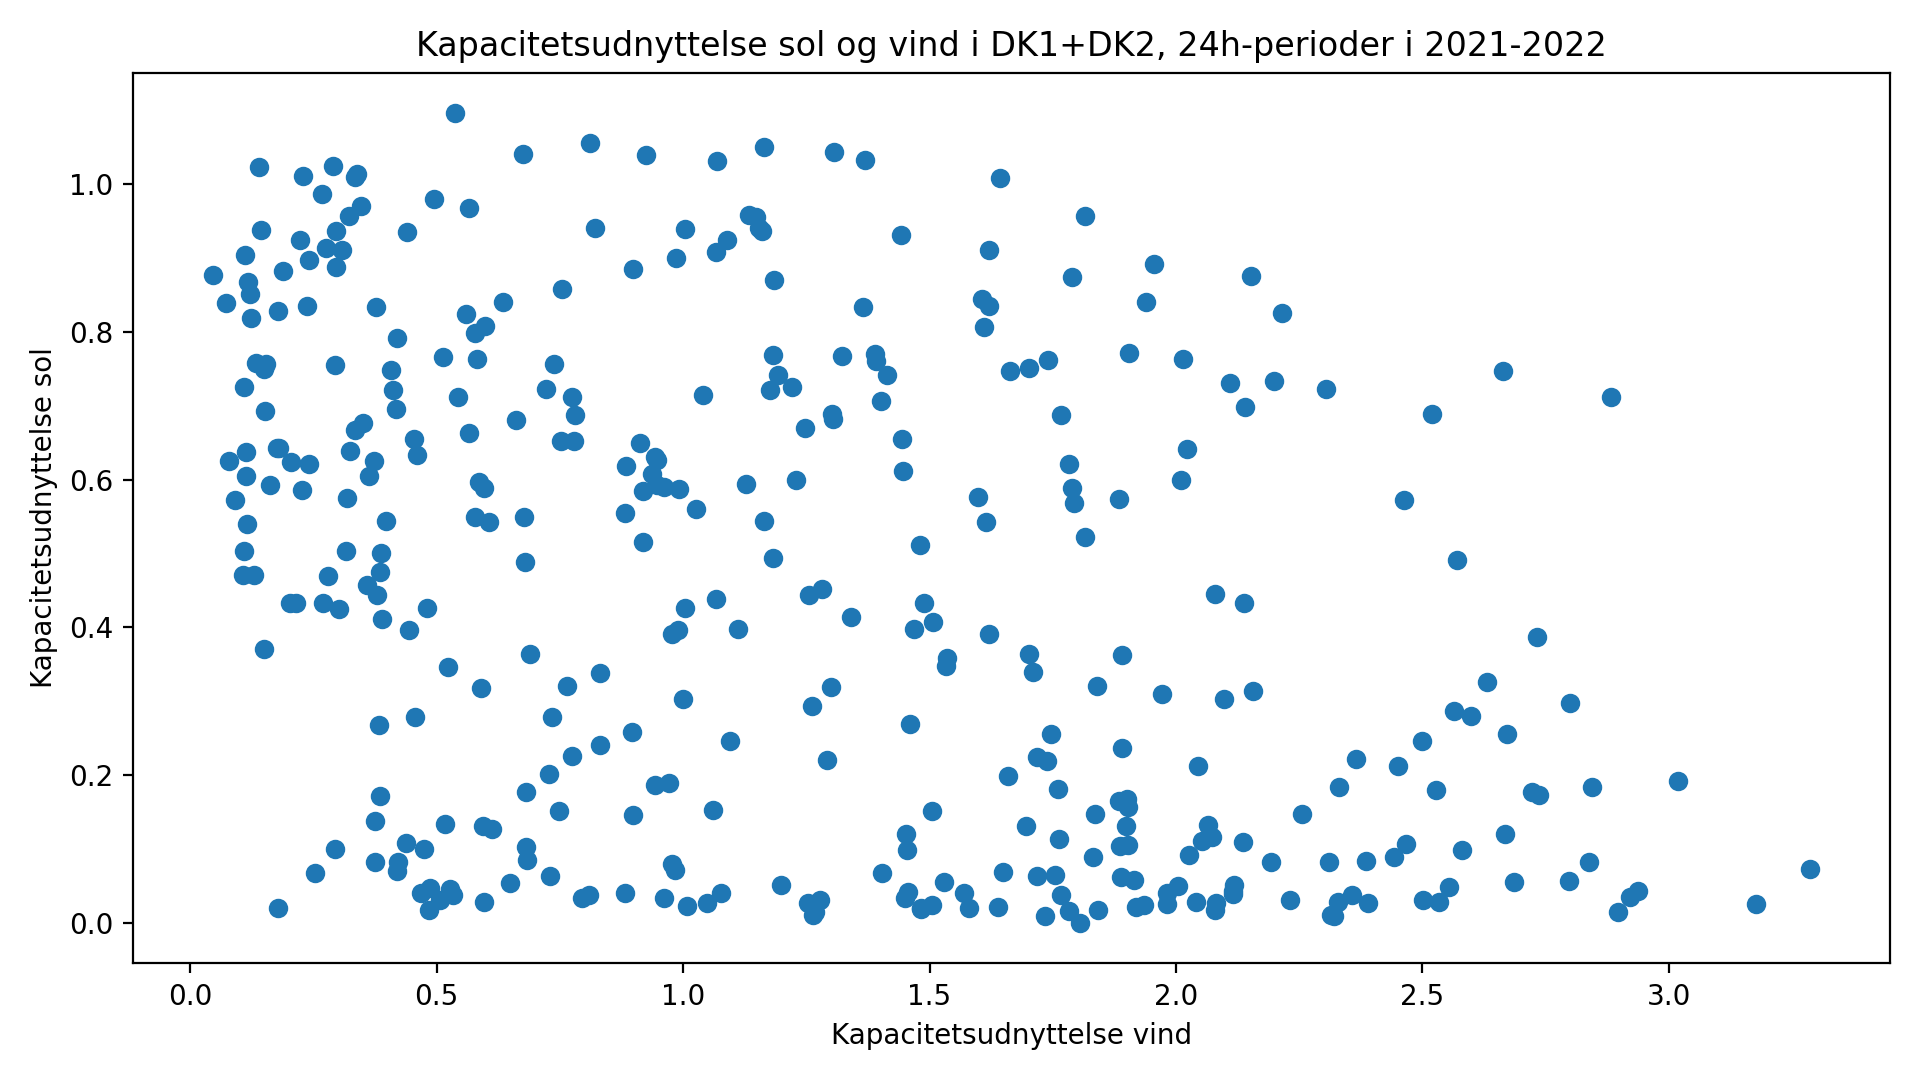 Kapacitetsudnyttelse sol og vind i DK1+DK2, 24h-perioder i 2021-2022
Kapacitetsudnyttelse sol
1.0
0.8
0.6
0.4
0.2
0.0
0.0 0.5 1.0 1.5 2.0 2.5 3.0
Kapacitetsudnyttelse vind